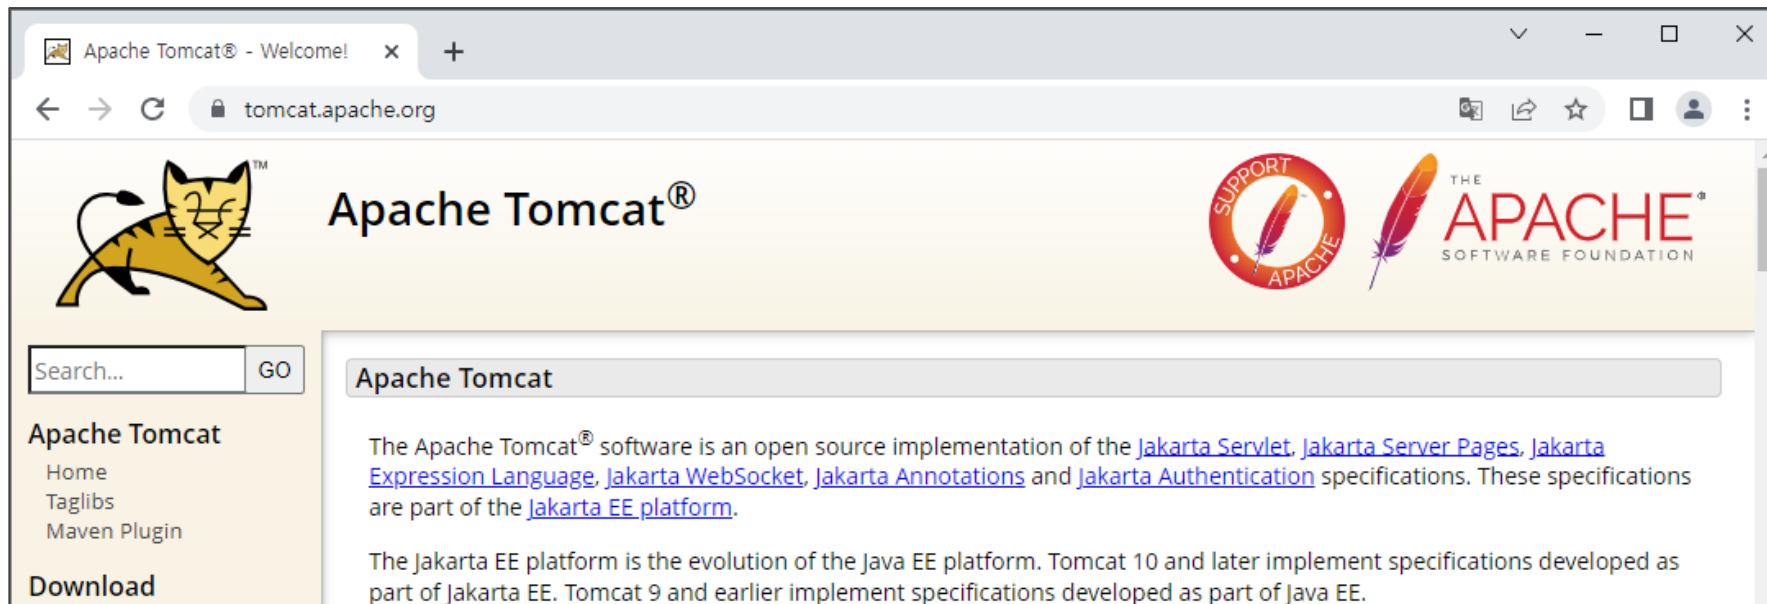 Apache Tomcat® - Welcome!
tomcat.apache.org
TM
Apache Tomcat®
SUPPORT
APACHE
THE
APACHE®
SOFTWARE FOUNDATION
Search...
GO
Apache Tomcat
Home
Taglibs
Maven Plugin
Download
Apache Tomcat
The Apache Tomcat® software is an open source implementation of the Jakarta Servlet, Jakarta Server Pages, Jakarta
Expression Language, Jakarta WebSocket, Jakarta Annotations and Jakarta Authentication specifications. These specifications
are part of the Jakarta EE platform.
The Jakarta EE platform is the evolution of the Java EE platform. Tomcat 10 and later implement specifications developed as
part of Jakarta EE. Tomcat 9 and earlier implement specifications developed as part of Java EE.